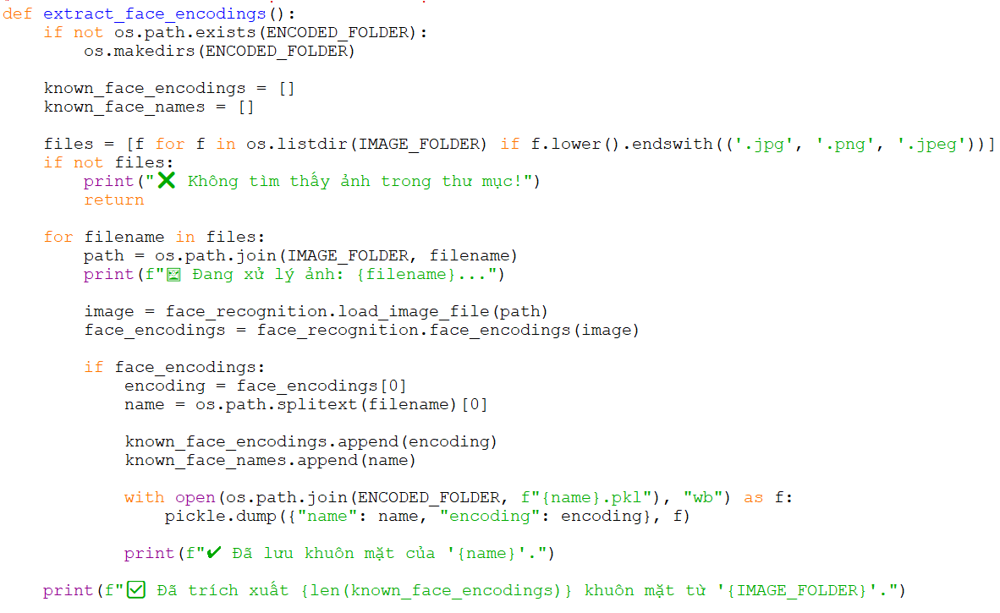 def extract_face_encodings():
    if not os.path.exists(ENCODED_FOLDER):
        os.makedirs(ENCODED_FOLDER)

    known_face_encodings = []
    known_face_names = []

    files = [f for f in os.listdir(IMAGE_FOLDER) if f.lower().endswith(('.jpg', '.png', '.jpeg'))]
    if not files:
        print("❌ Không tìm thấy ảnh trong thư mục!")
        return

    for filename in files:
        path = os.path.join(IMAGE_FOLDER, filename)
        print(f" Đang xử lý ảnh: {filename}...")

        image = face_recognition.load_image_file(path)
        face_encodings = face_recognition.face_encodings(image)

        if face_encodings:
            encoding = face_encodings[0]
            name = os.path.splitext(filename)[0]

            known_face_encodings.append(encoding)
            known_face_names.append(name)

            with open(os.path.join(ENCODED_FOLDER, f"{name}.pkl"), "wb") as f:
                pickle.dump({"name": name, "encoding": encoding}, f)

            print(f"✔ Đã lưu khuôn mặt của '{name}'.")

    print(f"✅ Đã trích xuất {len(known_face_encodings)} khuôn mặt từ '{IMAGE_FOLDER}'.")